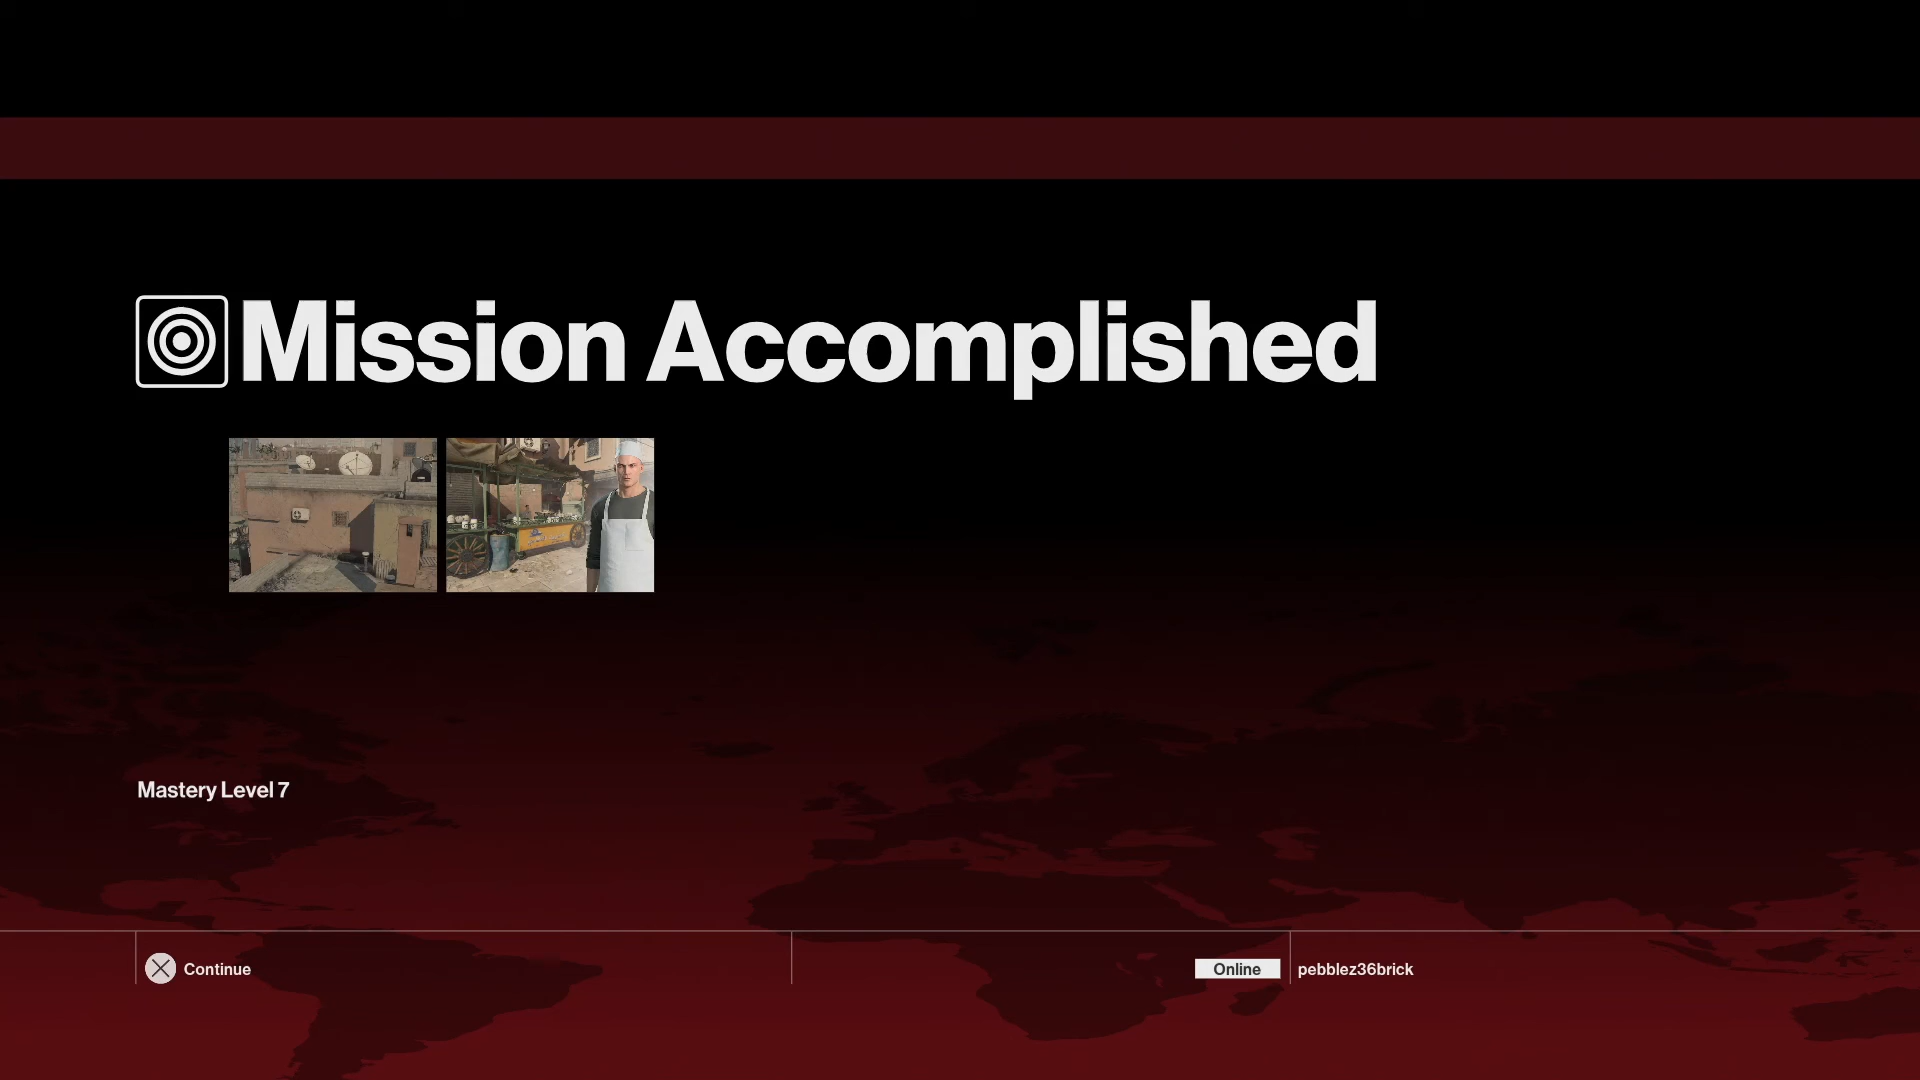 Mission Accomplished
Mastery Level 7
Continue
Online
pebblez36brick